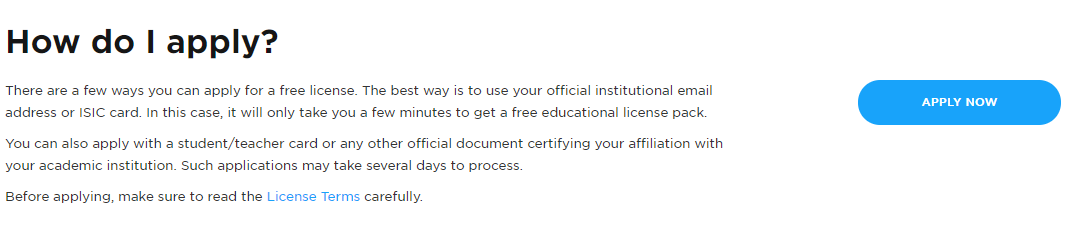 How do I apply?
There are a few ways you can apply for a free license. The best way is to use your official institutional email
address or ISIC card. In this case, it will only take you a few minutes to get a free educational license pack.
APPLY NOW
You can also apply with a student/teacher card or any other official document certifying your affiliation with
your academic institution. Such applications may take several days to process.
Before applying, make sure to read the License Terms carefully.